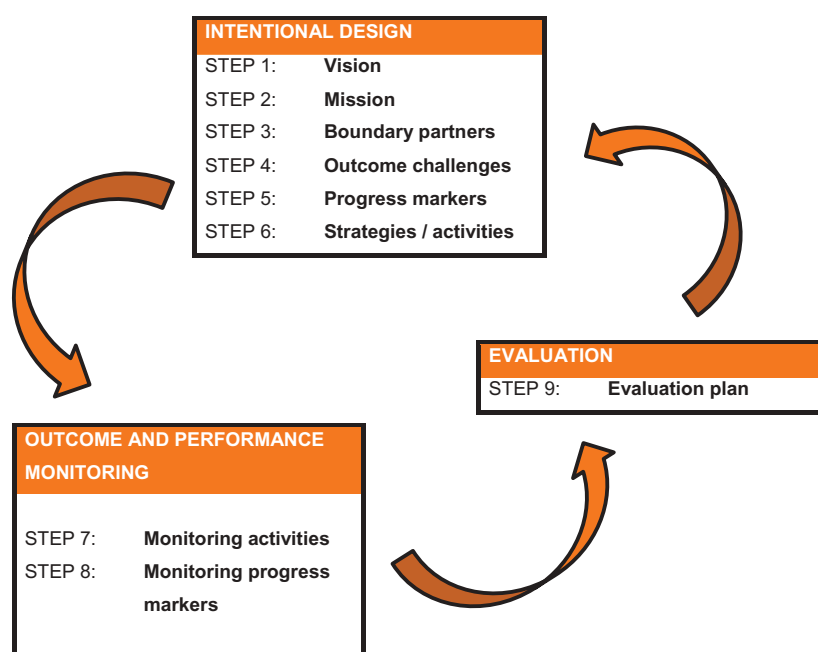 INTENTIONAL DESIGN
STEP 1: Vision
STEP 2: Mission
STEP 3: Boundary partners
STEP 4: Outcome challenges
STEP 5: Progress markers
STEP 6: Strategies / activities
EVALUATION
STEP 9: Evaluation plan
OUTCOME AND PERFORMANCE
MONITORING
STEP 7: Monitoring activities
STEP 8: Monitoring progress
markers